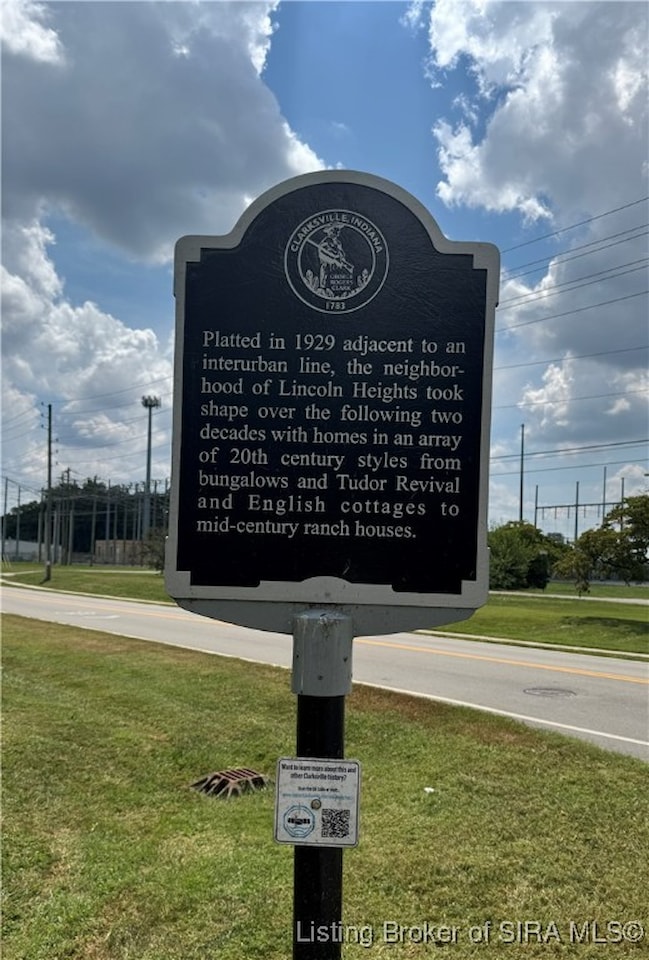 CLARKSVILLE, INDIANA
GEORGE
ROGERS
CLARK
1783
Platted in 1929 adjacent to an
interurban line, the neighbor-
hood of Lincoln Heights took
shape over the following two
decades with homes in an array
of 20th century styles from
bungalows and Tudor Revival
and English cottages to
mid-century ranch houses.
Want to learn more about this and
other Clarksville history?
Listing Broker of SIRA MLS©